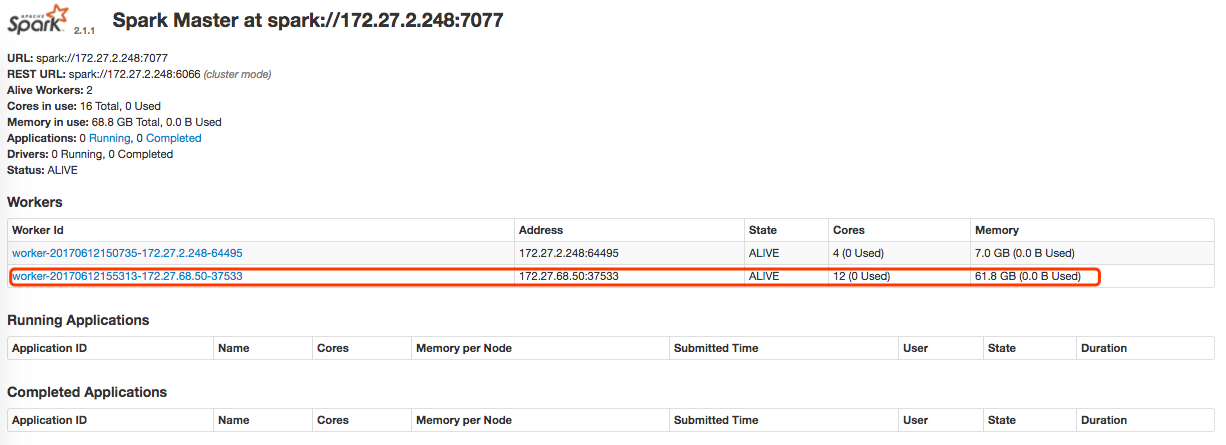 APACHE
Spark 2.1.1 Spark Master at spark://172.27.2.248:7077
URL: spark://172.27.2.248:7077
REST URL: spark://172.27.2.248:6066 (cluster mode)
Alive Workers: 2
Cores in use: 16 Total, 0 Used
Memory in use: 68.8 GB Total, 0.0 B Used
Applications: 0 Running, 0 Completed
Drivers: 0 Running, 0 Completed
Status: ALIVE
Workers
Worker Id Address State Cores Memory
worker-20170612150735-172.27.2.248-64495 172.27.2.248:64495 ALIVE 4 (0 Used) 7.0 GB (0.0 B Used)
worker-20170612155313-172.27.68.50-37533 172.27.68.50:37533 ALIVE 12 (0 Used) 61.8 GB (0.0 B Used)
Running Applications
Application ID Name Cores Memory per Node Submitted Time User State Duration
Completed Applications
Application ID Name Cores Memory per Node Submitted Time User State Duration